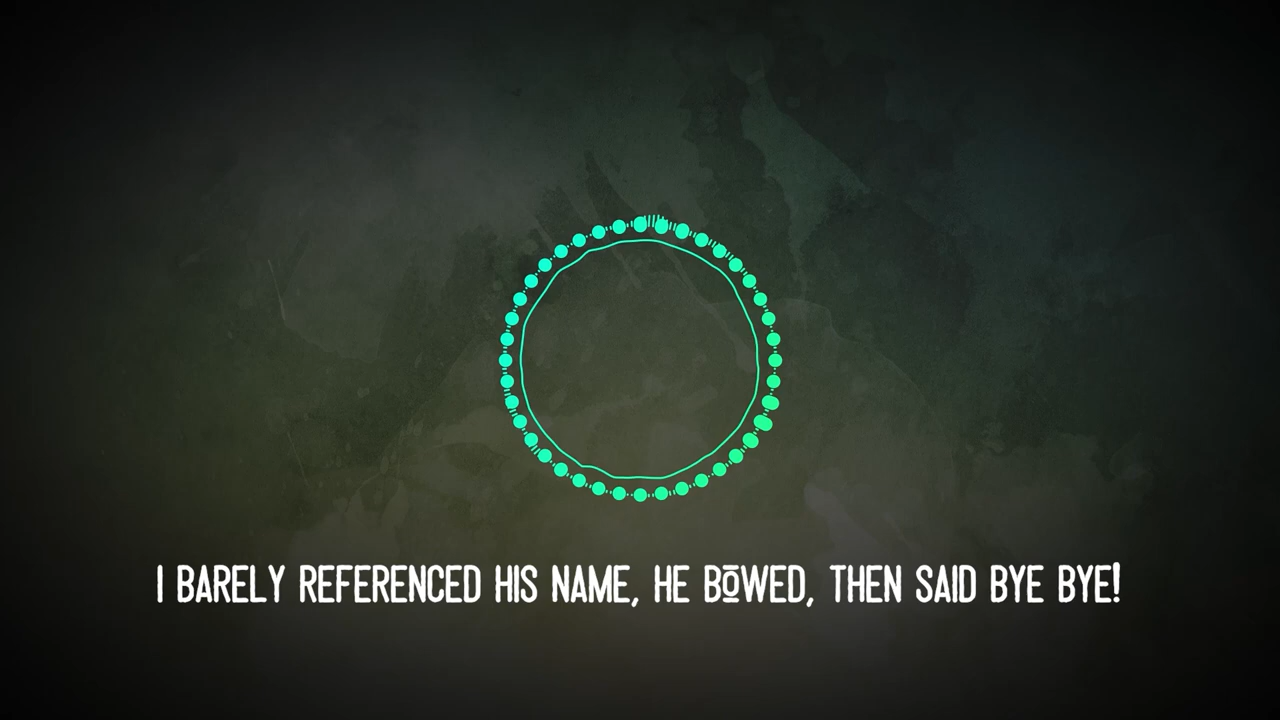 I BARELY REFERENCED HIS NAME, HE BOWED, THEN SAID BYE BYE!